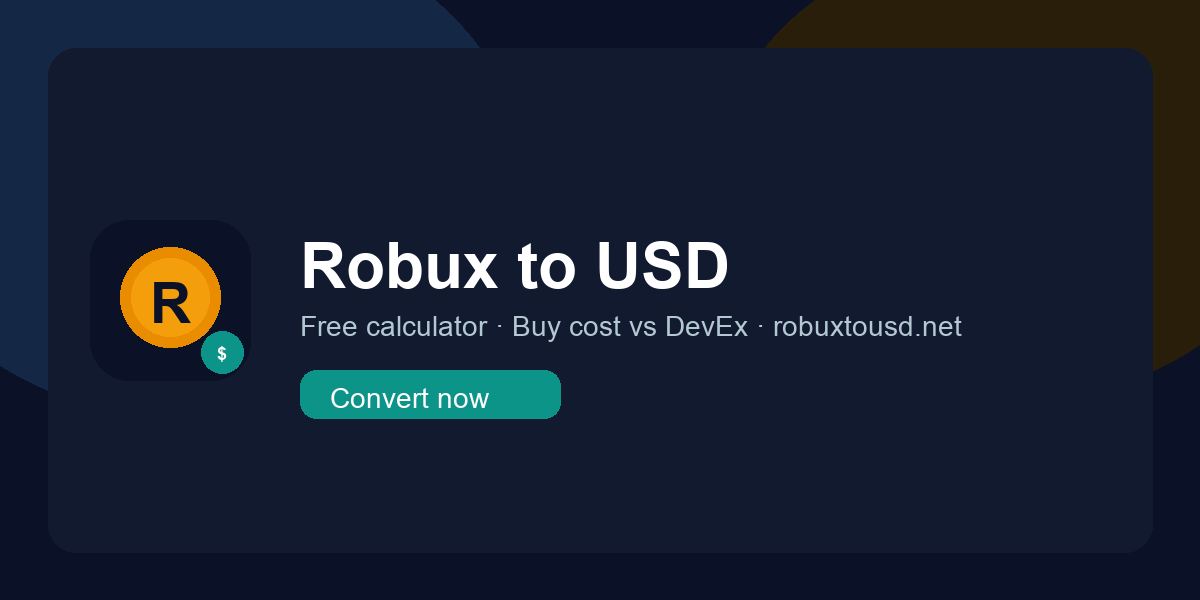 R
$
Robux to USD
Free calculator · Buy cost vs DevEx · robuxtousd.net
Convert now